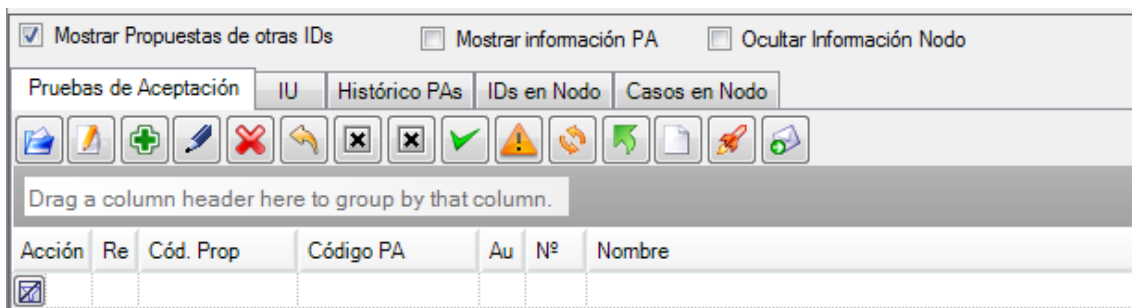 Mostrar Propuestas de otras IDs Mostrar información PA Ocultar Información Nodo
Pruebas de Aceptación IU Histórico PAs IDs en Nodo Casos en Nodo
Drag a column header here to group by that column.
Acción Re Cód. Prop Código PA Au Nº Nombre